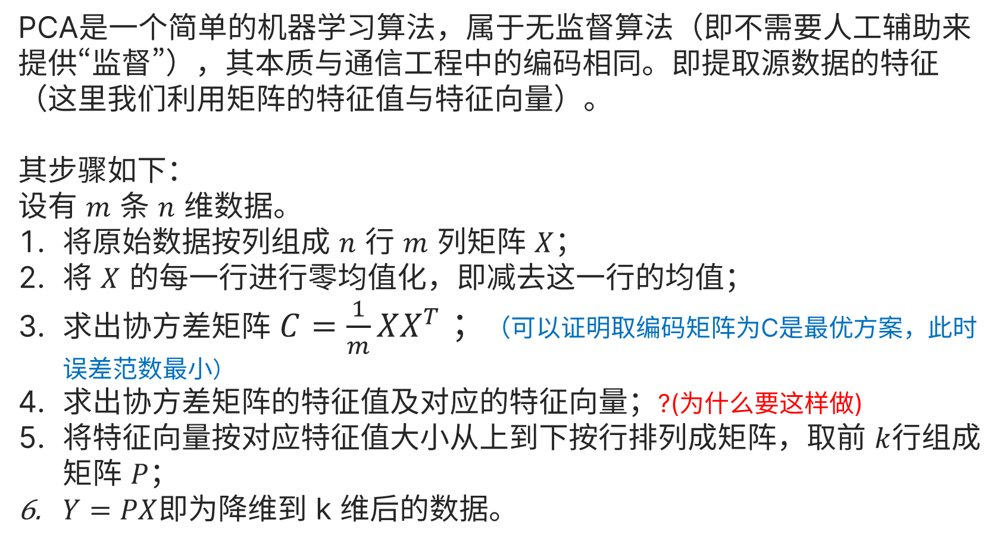 PCA是一个简单的机器学习算法，属于无监督算法（即不需要人工辅助来
提供“监督”），其本质与通信工程中的编码相同。即提取源数据的特征
（这里我们利用矩阵的特征值与特征向量）。
其步骤如下：
设有 m 条 n 维数据。
1. 将原始数据按列组成 n 行 m 列矩阵 X；
2. 将 X 的每一行进行零均值化，即减去这一行的均值；
3. 求出协方差矩阵 C = \frac{1}{m} XX^T ； （可以证明取编码矩阵为C是最优方案，此时
误差范数最小）
4. 求出协方差矩阵的特征值及对应的特征向量；?(为什么要这样做)
5. 将特征向量按对应特征值大小从上到下按行排列成矩阵，取前 k行组成
矩阵 P；
6. Y = PX即为降维到 k 维后的数据。